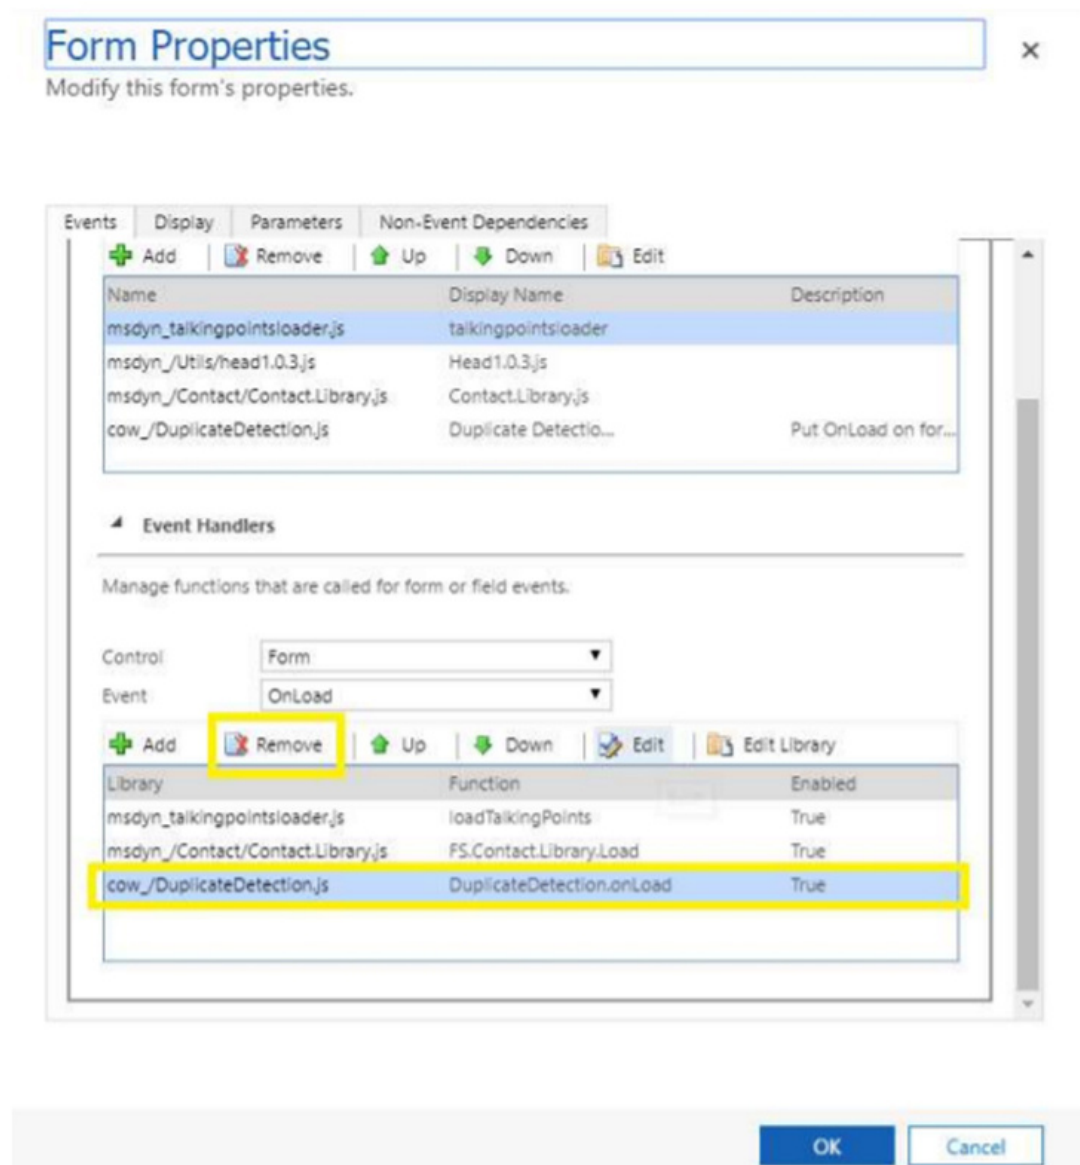 Form Properties
Modify this form's properties.
Events Display Parameters Non-Event Dependencies
Add Remove Up Down Edit
Name Display Name Description
msdyn_talkingpointsloader.js talkingpointsloader
msdyn_/Utils/head1.0.3.js Head1.0.3.js
msdyn_/Contact/Contact.Library.js Contact.Library.js
cow_/DuplicateDetection.js Duplicate Detectio... Put OnLoad on for...
Event Handlers
Manage functions that are called for form or field events.
Control Form
Event OnLoad
Add Remove Up Down Edit Edit Library
Library Function Enabled
msdyn_talkingpointsloader.js loadTalkingPoints True
msdyn_/Contact/Contact.Library.js FS.Contact.Library.Load True
cow_/DuplicateDetection.js DuplicateDetection.onLoad True
OK Cancel